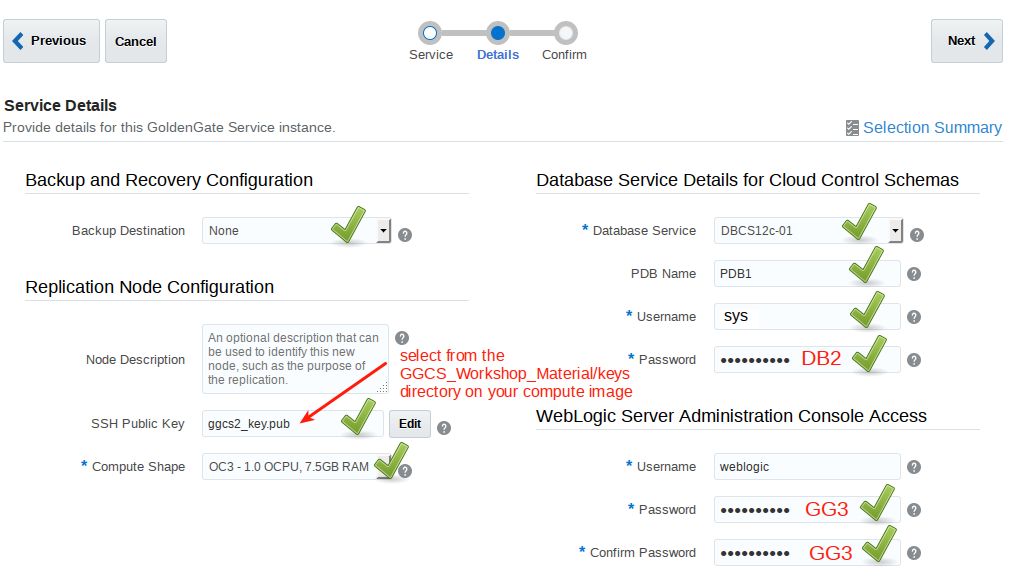 Previous
Cancel
Next
Service
Details
Confirm
Service Details
Provide details for this GoldenGate Service instance.
Selection Summary
Backup and Recovery Configuration
Backup Destination
None
?
Replication Node Configuration
Node Description
An optional description that can
be used to identify this new
node, such as the purpose of
the replication.
?
select from the
GGCS_Workshop_Material/keys
directory on your compute image
SSH Public Key
ggcs2_key.pub
Edit
?
* Compute Shape
OC3 - 1.0 OCPU, 7.5GB RAM
?
Database Service Details for Cloud Control Schemas
* Database Service
DBCS12c-01
?
PDB Name
PDB1
?
* Username
sys
?
* Password
•••••••••• DB2
?
WebLogic Server Administration Console Access
* Username
weblogic
?
* Password
•••••••••• GG3
?
* Confirm Password
•••••••••• GG3
?